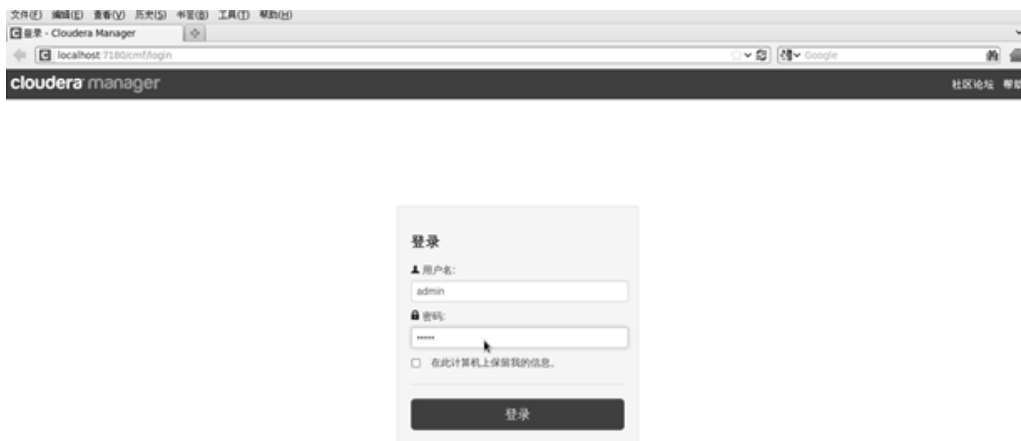 文件(F) 编辑(E) 查看(V) 历史(S) 书签(B) 工具(T) 帮助(H)
登录 - Cloudera Manager
localhost:7180/cmf/login Google
cloudera manager 社区论坛 帮助
登录
用户名:
admin
密码:
••••••
在此计算机上保留我的信息。
登录